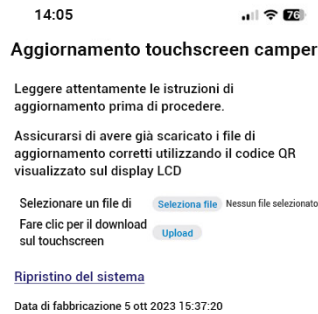 14:05 76
Aggiornamento touchscreen camper
Leggere attentamente le istruzioni di
aggiornamento prima di procedere.
Assicurarsi di avere già scaricato i file di
aggiornamento corretti utilizzando il codice QR
visualizzato sul display LCD
Selezionare un file di Seleziona file Nessun file selezionato
Fare clic per il download
sul touchscreen Upload
Ripristino del sistema
Data di fabbricazione 5 ott 2023 15:37:20